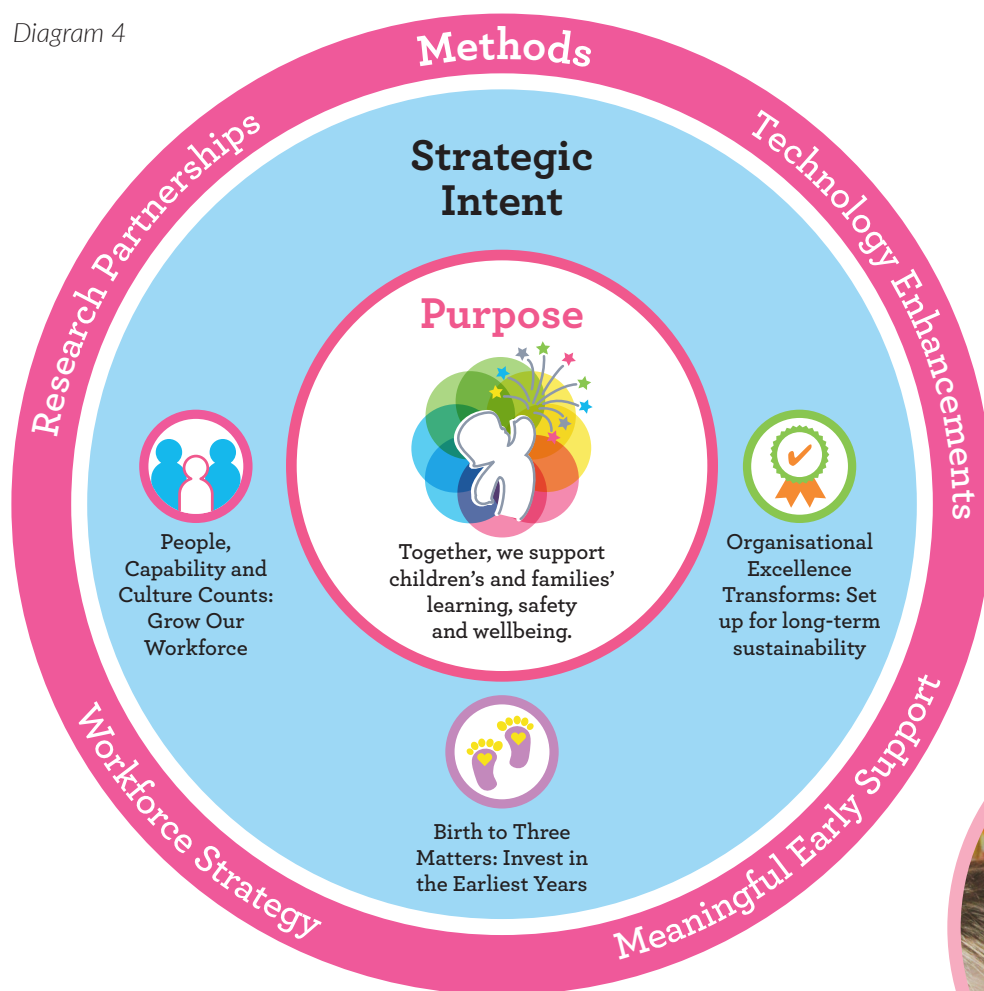 Diagram 4
Methods
Research Partnerships
Technology Enhancements
Strategic
Intent
Purpose
Together, we support
children’s and families’
learning, safety
and wellbeing.
People,
Capability and
Culture Counts:
Grow Our
Workforce
Organisational
Excellence
Transforms: Set
up for long-term
sustainability
Birth to Three
Matters: Invest in
the Earliest Years
Workforce Strategy
Meaningful Early Support